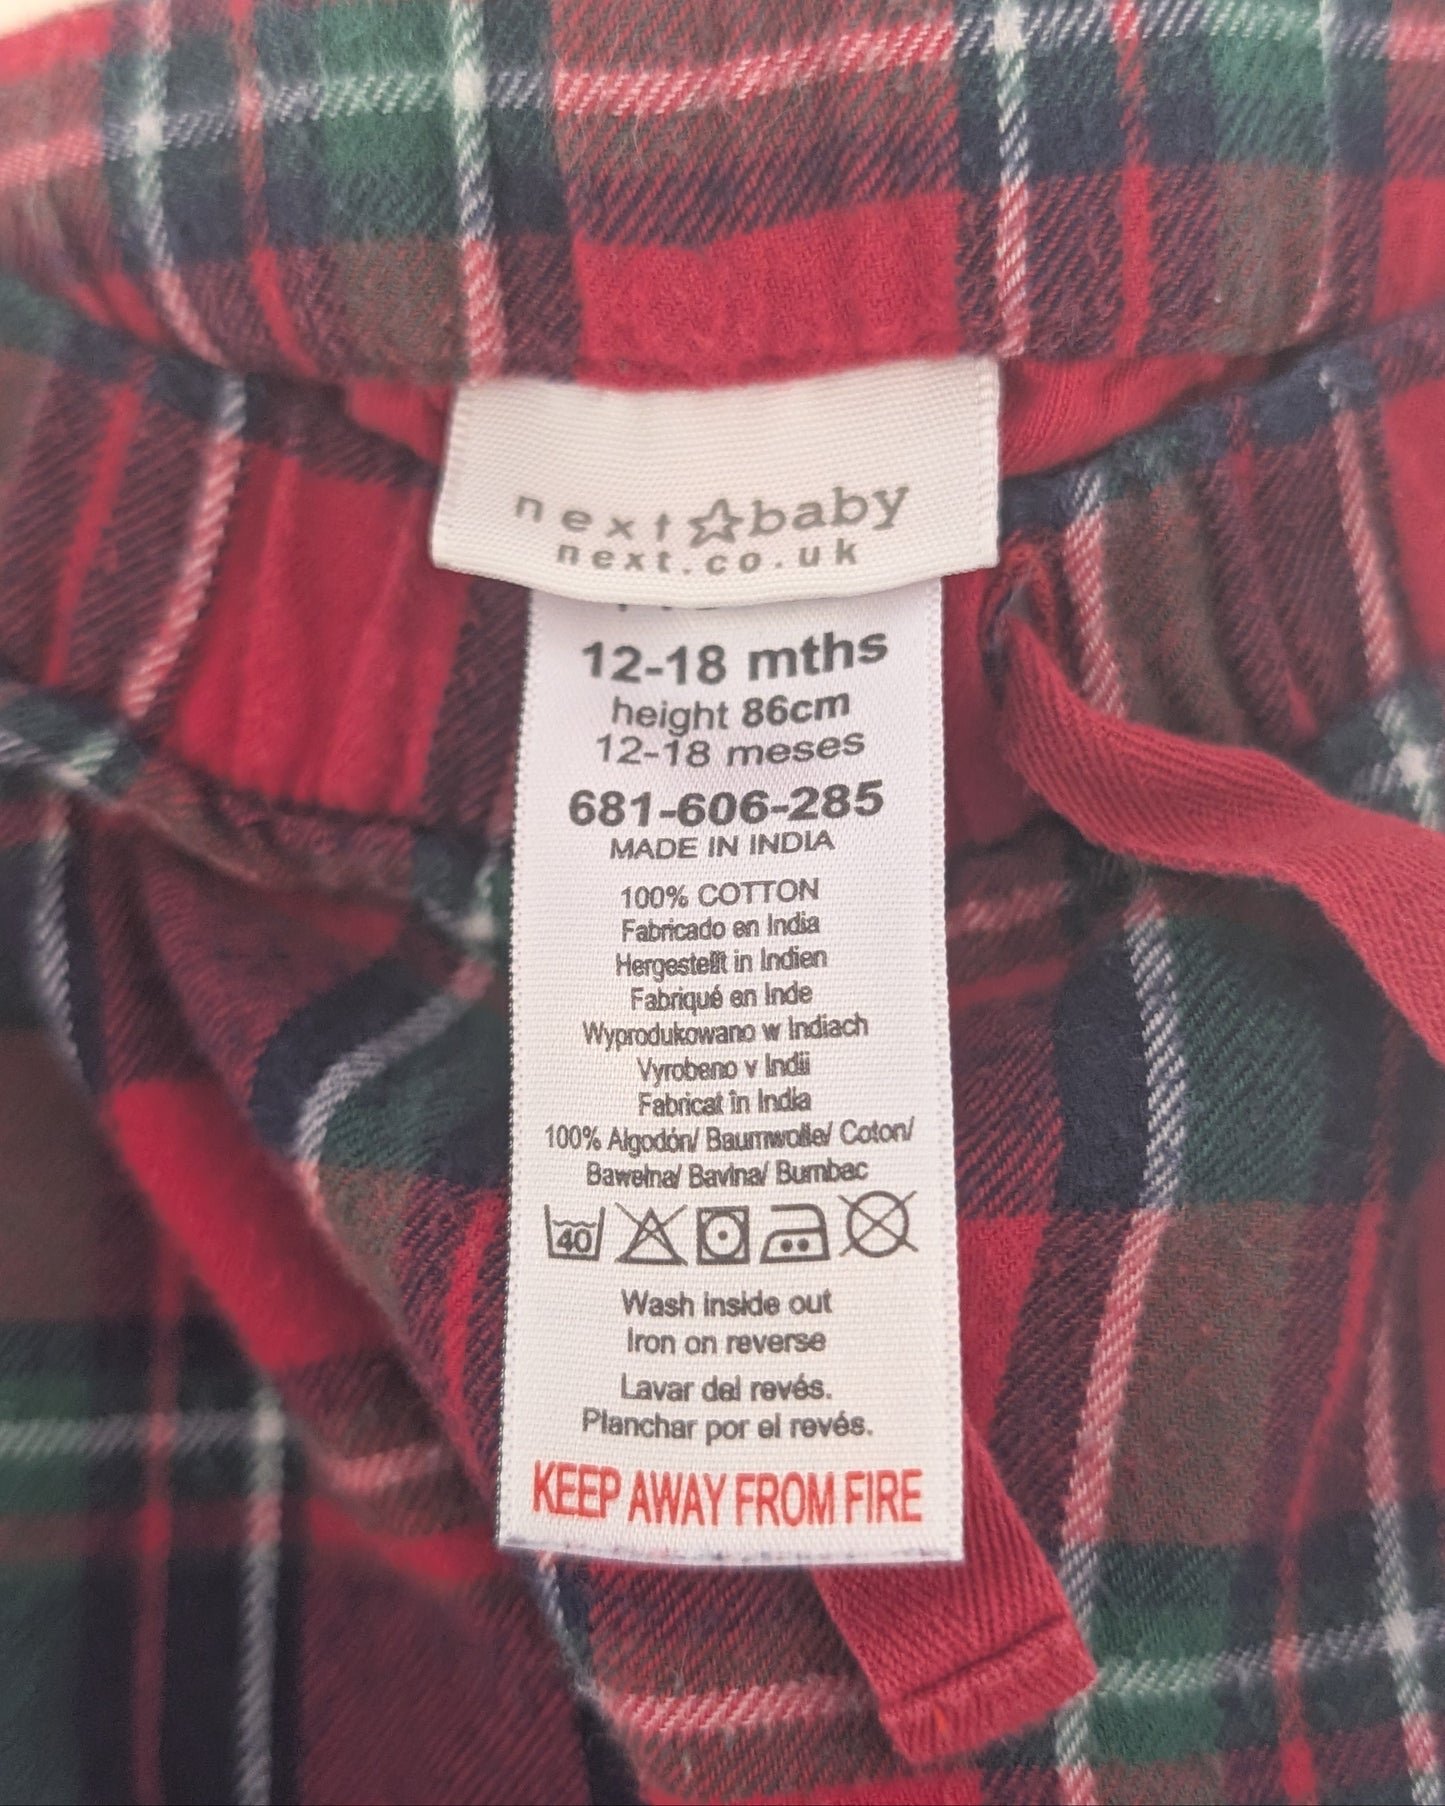 next baby
next.co.uk
12-18 mths
height 86cm
12-18 meses
681-606-285
MADE IN INDIA
100% COTTON
Fabricado en India
Hergestellt in Indien
Fabriqué en Inde
Wyprodukowano w Indiach
Vyrobeno v Indii
Fabricat în India
100% Algodón/ Baumwolle/ Coton/
Bawełna/ Bavlna/ Bumbac
40
Wash inside out
Iron on reverse
Lavar del revés.
Planchar por el revés.
KEEP AWAY FROM FIRE